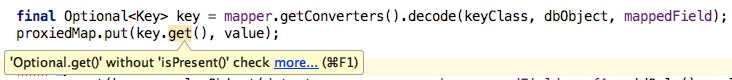 final Optional<Key> key = mapper.getConverters().decode(keyClass, dbObject, mappedField);
proxiedMap.put(key.get(), value);
'Optional.get()' without 'isPresent()' check more... (⌘F1)